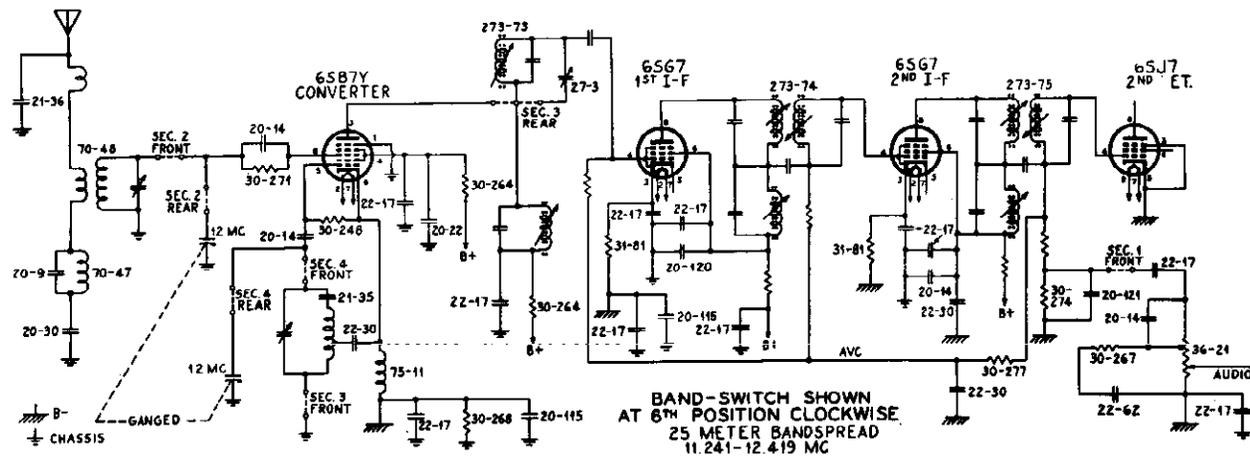 6SB7Y
CONVERTER
273-73
6SG7
1ST I-F
273-74
6SG7
2ND I-F
273-75
6SJ7
2ND ET.
21-36
27-3
SEC. 3
REAR
70-48
SEC. 2
FRONT
20-14
30-271
SEC. 2
REAR
12 MC
22-17
20-22
30-264
B+
20-14
30-248
20-9
70-47
20-30
SEC. 4
FRONT
SEC. 4
REAR
21-35
22-30
12 MC
SEC. 3
FRONT
75-11
GANGED
B-
CHASSIS
22-17
30-268
20-115
22-17
30-264
B+
22-17
31-81
22-17
20-120
22-17
20-115
22-17
31-81
22-17
20-14
22-30
B+
SEC. 1
FRONT
22-17
30-274
20-121
20-14
30-267
36-21
AUDIO
22-62
22-17
AVC
30-277
22-30
BAND-SWITCH SHOWN
AT 6TH POSITION CLOCKWISE
25 METER BANDSPREAD
11.241-12.419 MC